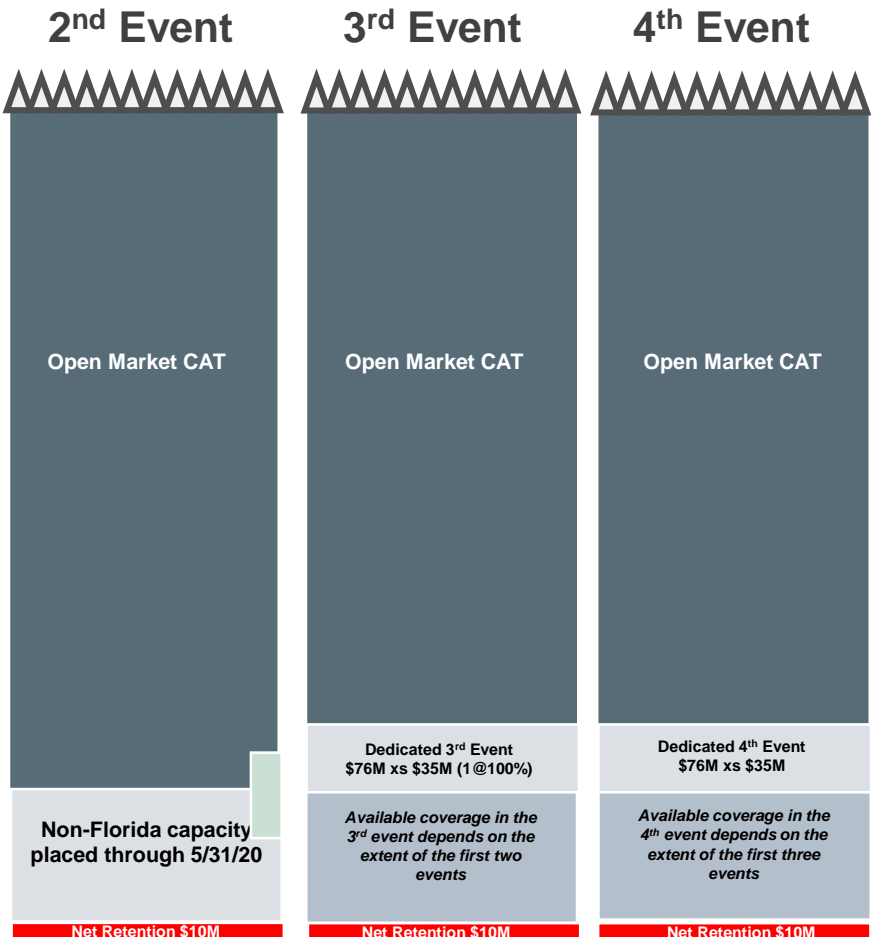 2nd Event
3rd Event
4th Event
Open Market CAT
Open Market CAT
Open Market CAT
Dedicated 3rd Event
$76M xs $35M (1@100%)
Dedicated 4th Event
$76M xs $35M
Non-Florida capacity
placed through 5/31/20
Available coverage in the
3rd event depends on the
extent of the first two
events
Available coverage in the
4th event depends on the
extent of the first three
events
Net Retention $10M
Net Retention $10M
Net Retention $10M